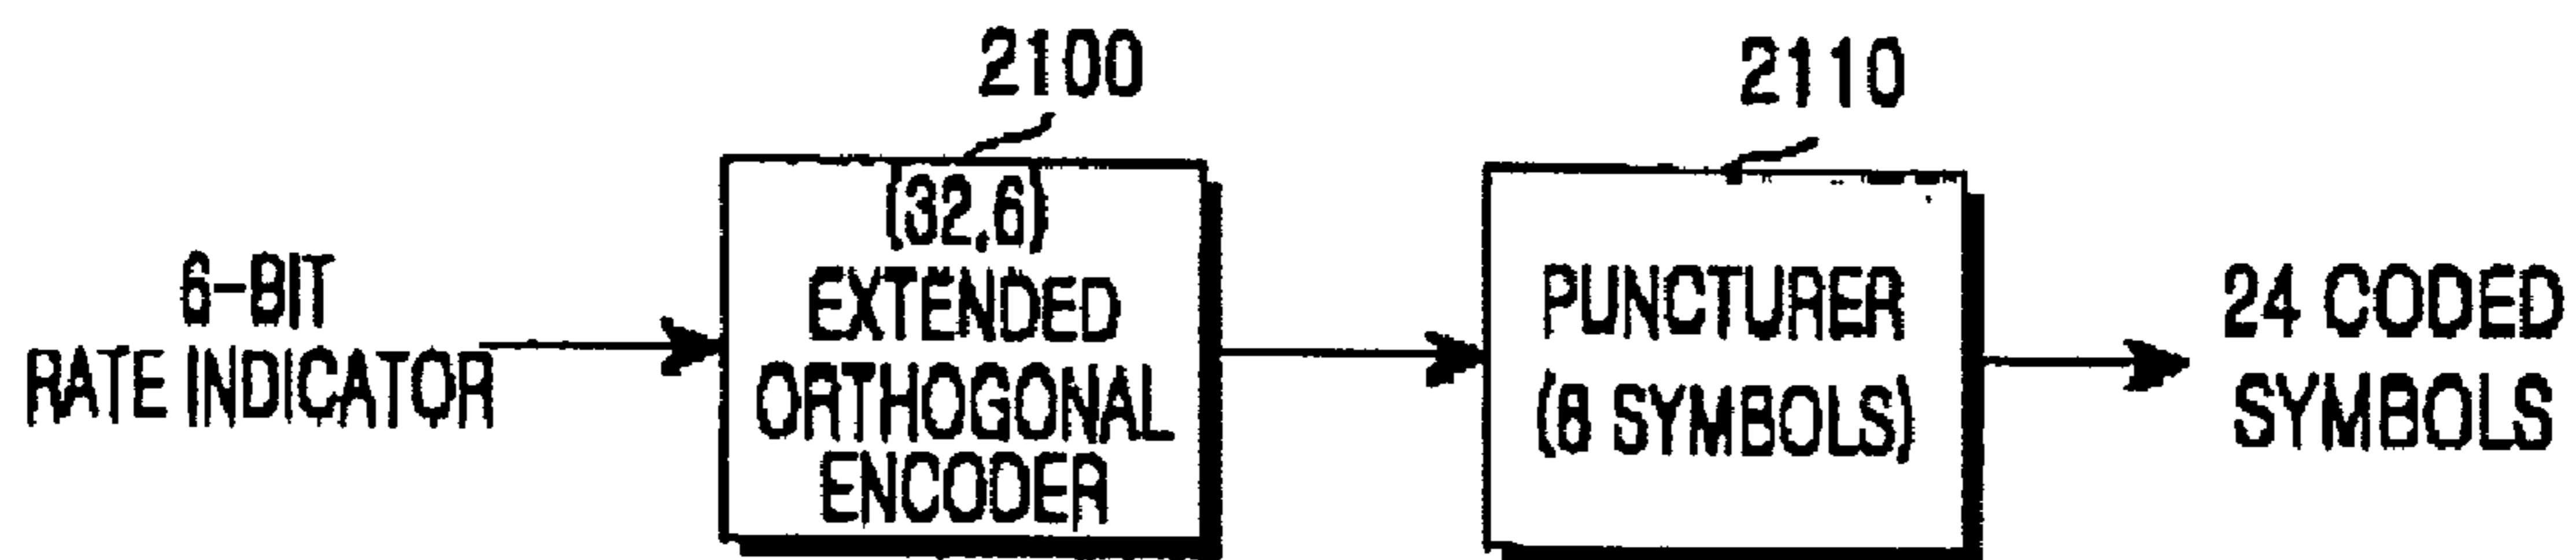 2100
2110
6-BIT
RATE INDICATOR
(32,6)
EXTENDED
ORTHOGONAL
ENCODER
PUNCTURER
(8 SYMBOLS)
24 CODED
SYMBOLS